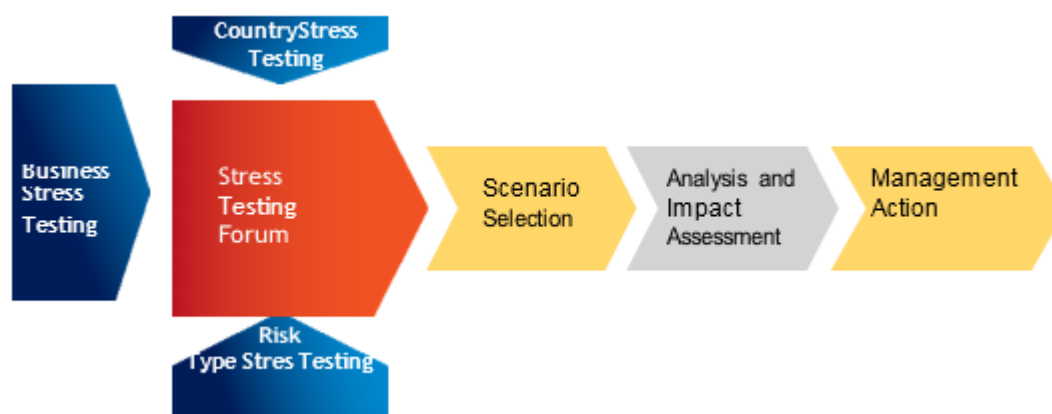 CountryStress
Testing
Business
Stress
Testing
Stress
Testing
Forum
Scenario
Selection
Analysis and
Impact
Assessment
Management
Action
Risk
Type Stres Testing